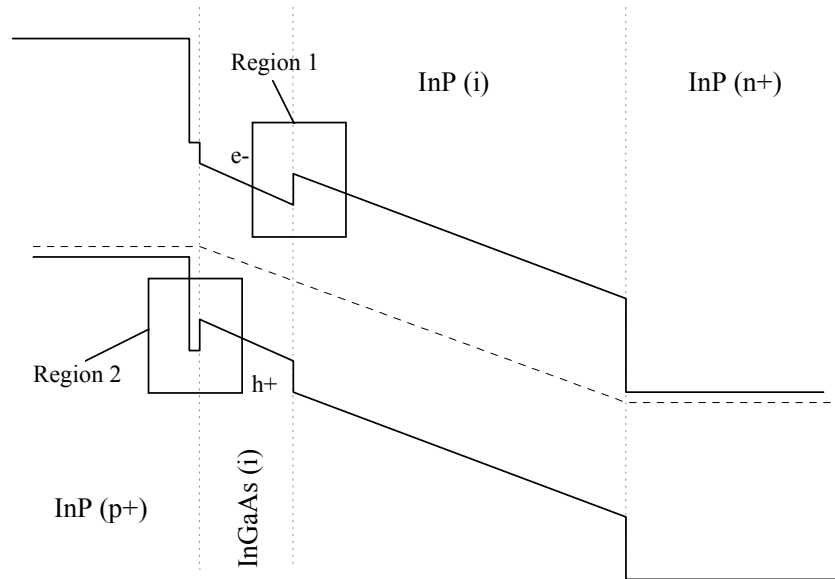 Region 1
InP (i)
InP (n+)
e-
Region 2
h+
InP (p+)
InGaAs (i)